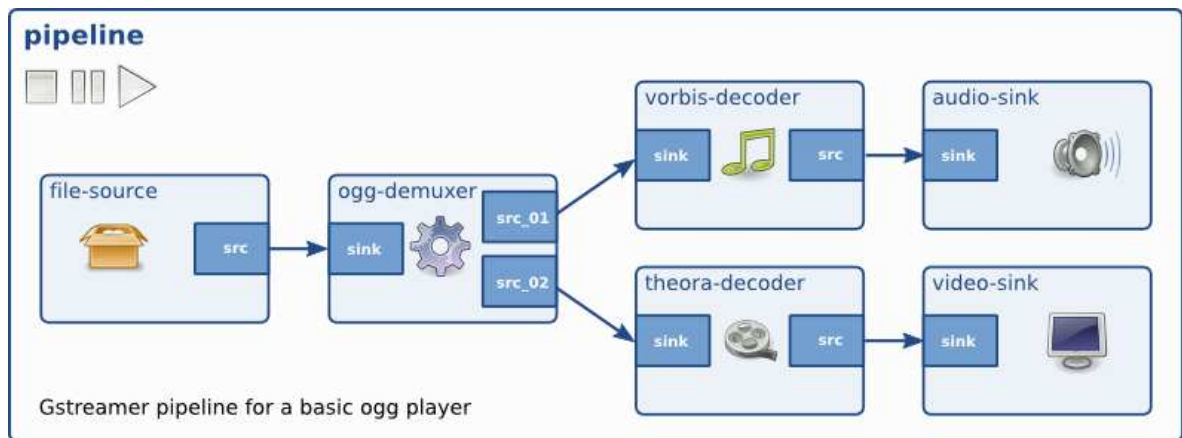 pipeline
file-source
src
ogg-demuxer
sink
src_01
src_02
vorbis-decoder
sink
src
audio-sink
sink
theora-decoder
sink
src
video-sink
sink
Gstreamer pipeline for a basic ogg player